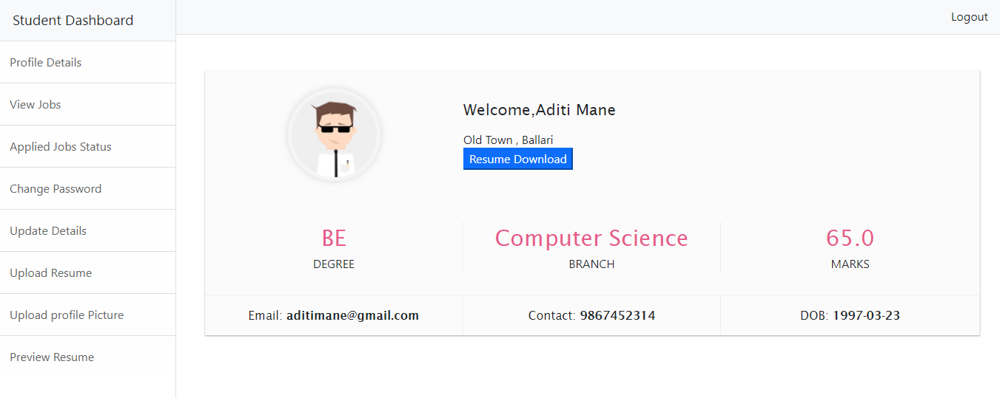 Student Dashboard
Logout
Profile Details
View Jobs
Applied Jobs Status
Change Password
Update Details
Upload Resume
Upload profile Picture
Preview Resume
Welcome,Aditi Mane
Old Town , Ballari
Resume Download
BE
DEGREE
Computer Science
BRANCH
65.0
MARKS
Email: aditimane@gmail.com
Contact: 9867452314
DOB: 1997-03-23